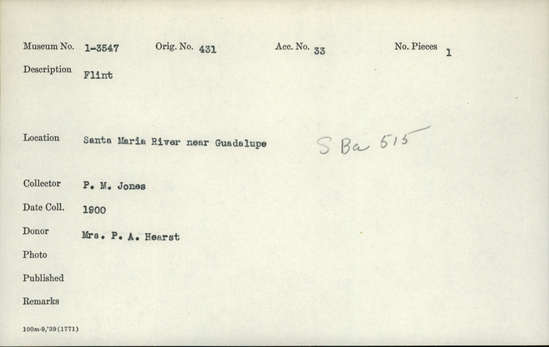 Museum No. 1-3547 Orig. No. 431 Acc. No. 33 No. Pieces 1
Description Flint
Location Santa Maria River near Guadalupe S Ba 515
Collector P. M. Jones
Date Coll. 1900
Donor Mrs. P. A. Hearst
Photo
Published
Remarks
100m-9,'39(1771)